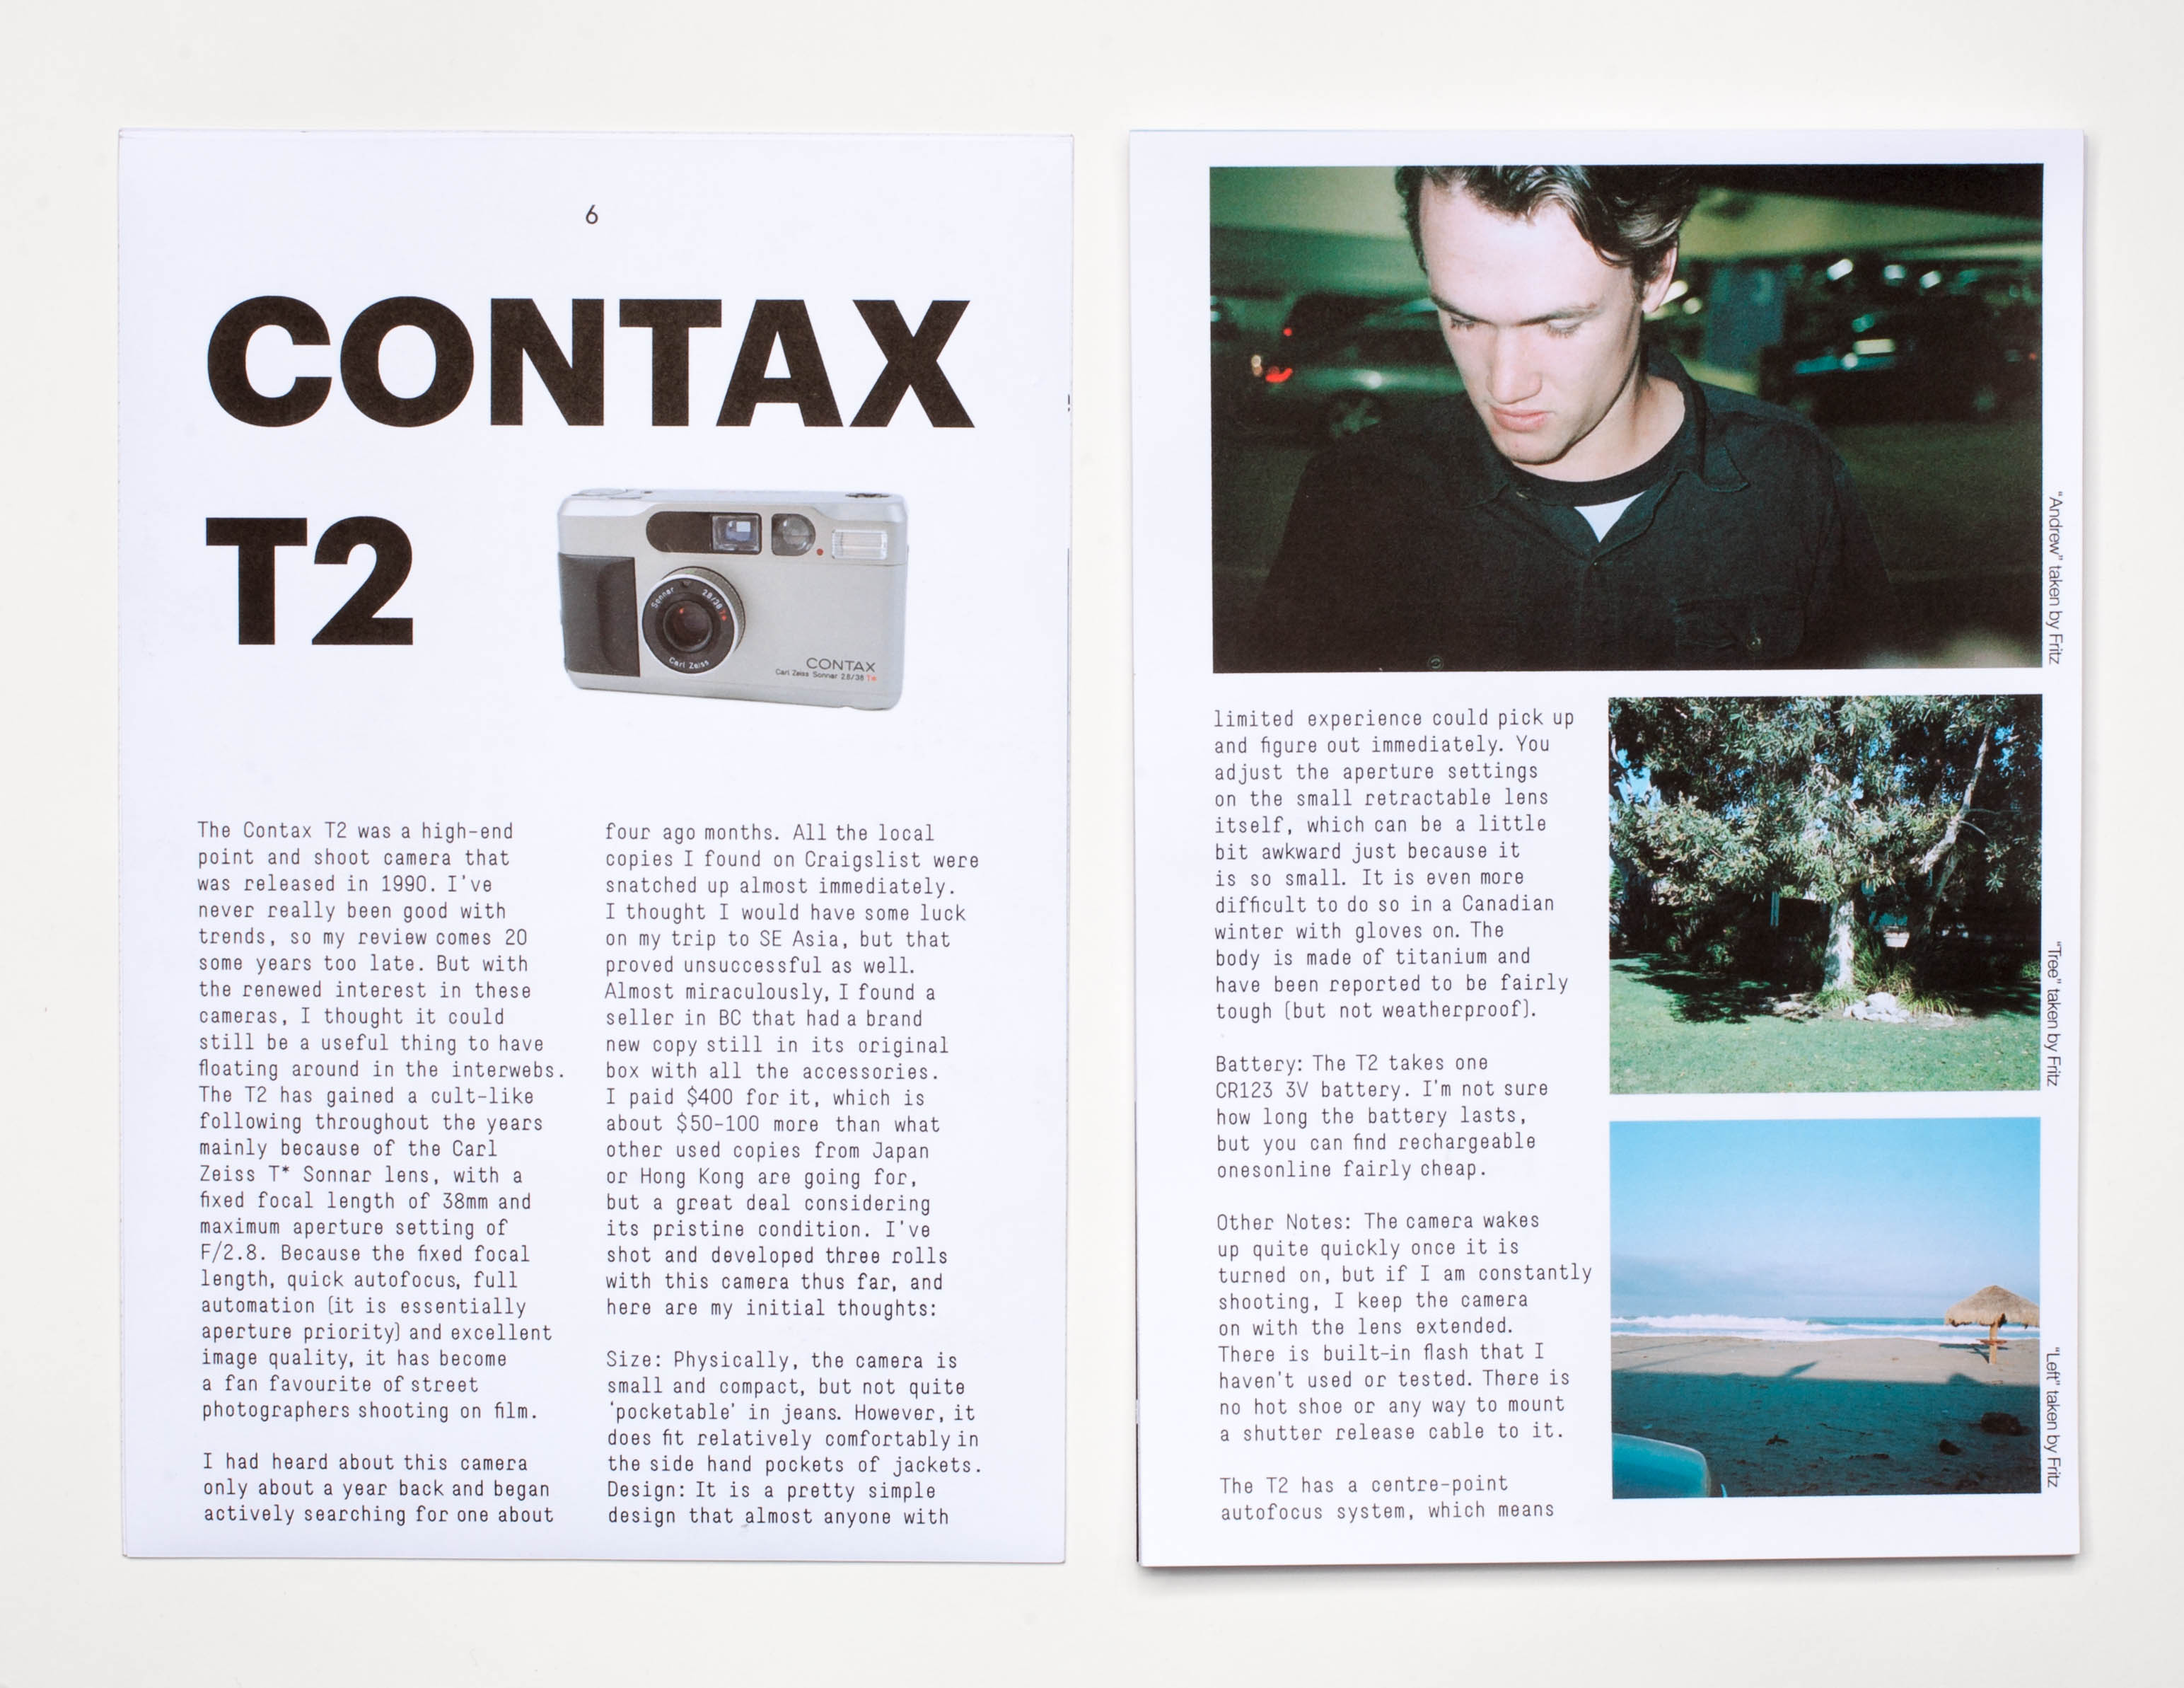 6
CONTAX
T2
Sonnar 2.8/38 T*
Carl Zeiss
CONTAX
Carl Zeiss Sonnar 2.8/38 T*
The Contax T2 was a high-end
point and shoot camera that
was released in 1990. I've
never really been good with
trends, so my review comes 20
some years too late. But with
the renewed interest in these
cameras, I thought it could
still be a useful thing to have
floating around in the interwebs.
The T2 has gained a cult-like
following throughout the years
mainly because of the Carl
Zeiss T* Sonnar lens, with a
fixed focal length of 38mm and
maximum aperture setting of
F/2.8. Because the fixed focal
length, quick autofocus, full
automation (it is essentially
aperture priority) and excellent
image quality, it has become
a fan favourite of street
photographers shooting on film.
I had heard about this camera
only about a year back and began
actively searching for one about
four ago months. All the local
copies I found on Craigslist were
snatched up almost immediately.
I thought I would have some luck
on my trip to SE Asia, but that
proved unsuccessful as well.
Almost miraculously, I found a
seller in BC that had a brand
new copy still in its original
box with all the accessories.
I paid $400 for it, which is
about $50-100 more than what
other used copies from Japan
or Hong Kong are going for,
but a great deal considering
its pristine condition. I've
shot and developed three rolls
with this camera thus far, and
here are my initial thoughts:
Size: Physically, the camera is
small and compact, but not quite
'pocketable' in jeans. However, it
does fit relatively comfortably in
the side hand pockets of jackets.
Design: It is a pretty simple
design that almost anyone with
"Andrew" taken by Fritz
limited experience could pick up
and figure out immediately. You
adjust the aperture settings
on the small retractable lens
itself, which can be a little
bit awkward just because it
is so small. It is even more
difficult to do so in a Canadian
winter with gloves on. The
body is made of titanium and
have been reported to be fairly
tough (but not weatherproof).
Battery: The T2 takes one
CR123 3V battery. I'm not sure
how long the battery lasts,
but you can find rechargeable
onesonline fairly cheap.
Other Notes: The camera wakes
up quite quickly once it is
turned on, but if I am constantly
shooting, I keep the camera
on with the lens extended.
There is built-in flash that I
haven't used or tested. There is
no hot shoe or any way to mount
a shutter release cable to it.
The T2 has a centre-point
autofocus system, which means
"Tree" taken by Fritz
"Left" taken by Fritz